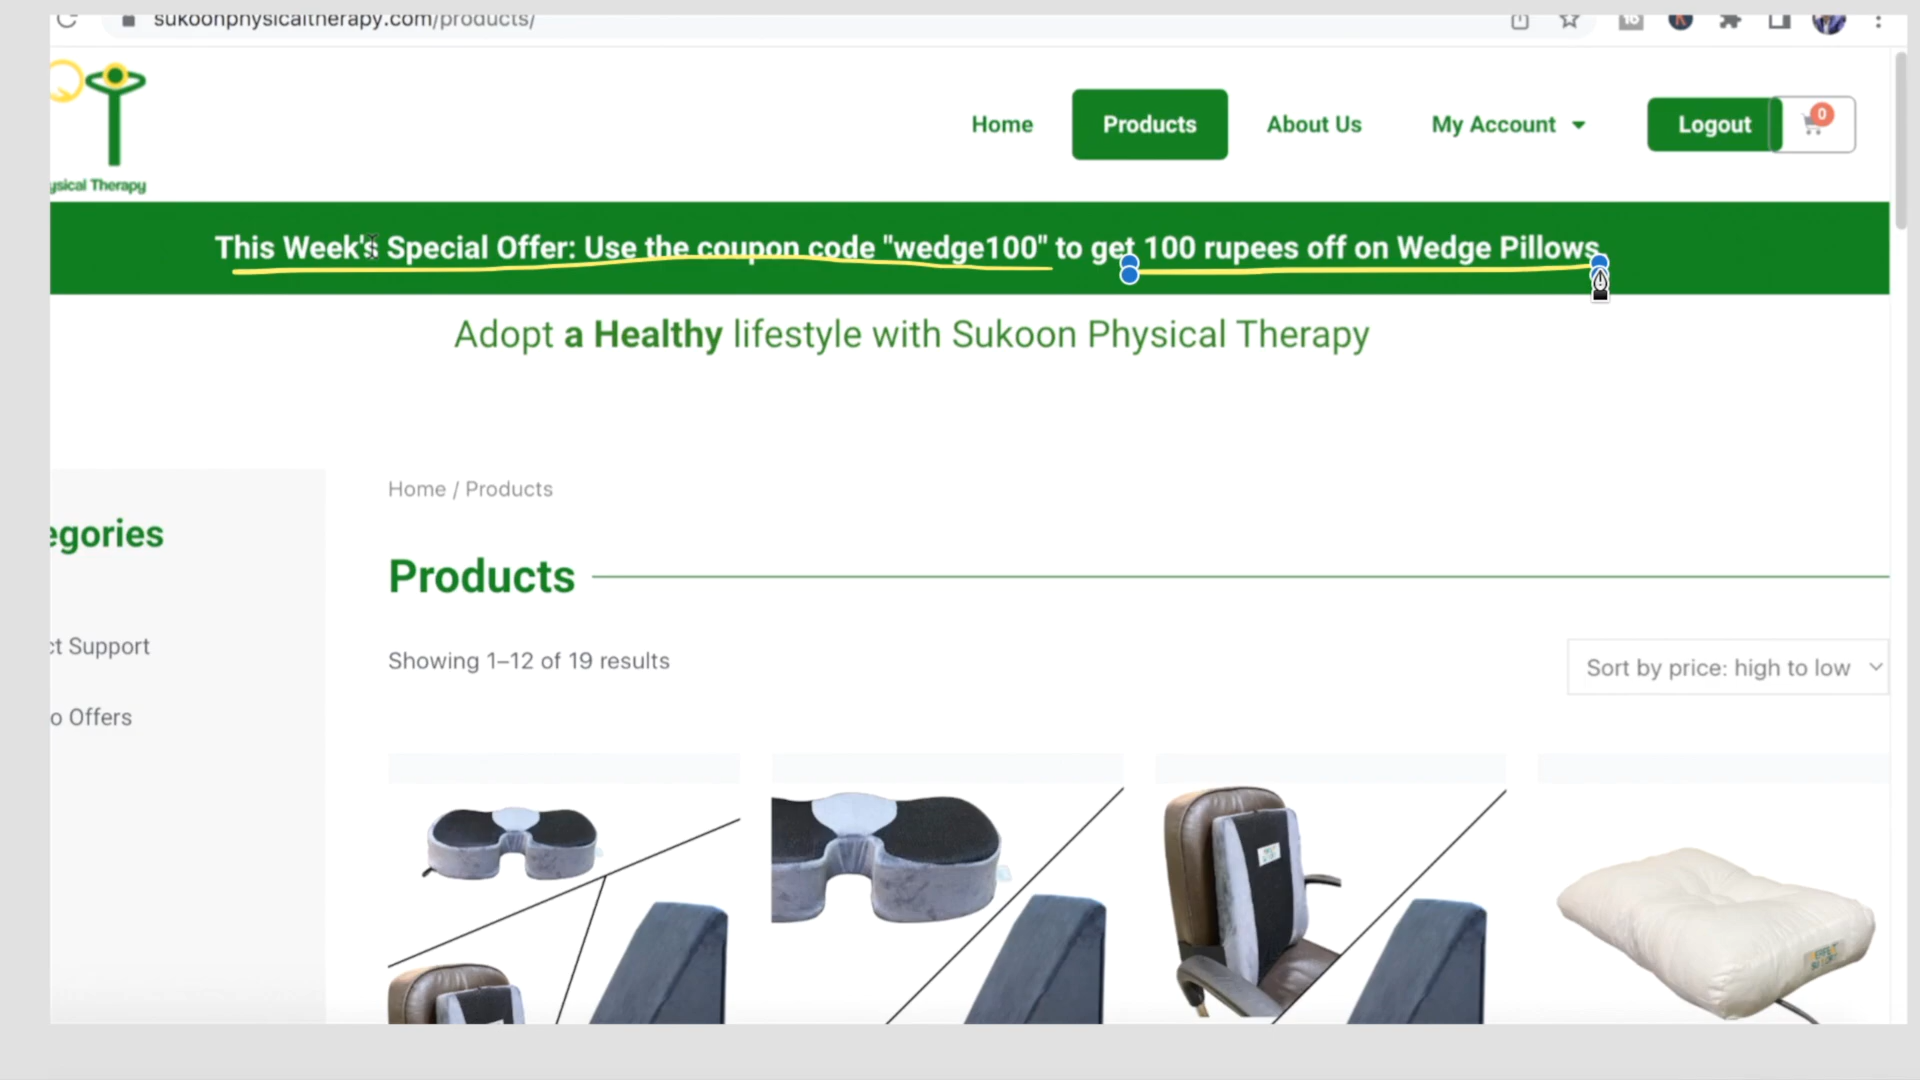 sukoonphysicaltherapy.com/products/
ysical Therapy
Home
Products
About Us
My Account
Logout
0
This Week's Special Offer: Use the coupon code "wedge100" to get 100 rupees off on Wedge Pillows.
Adopt a Healthy lifestyle with Sukoon Physical Therapy
Home / Products
egories
Products
ct Support
Showing 1–12 of 19 results
Sort by price: high to low
o Offers